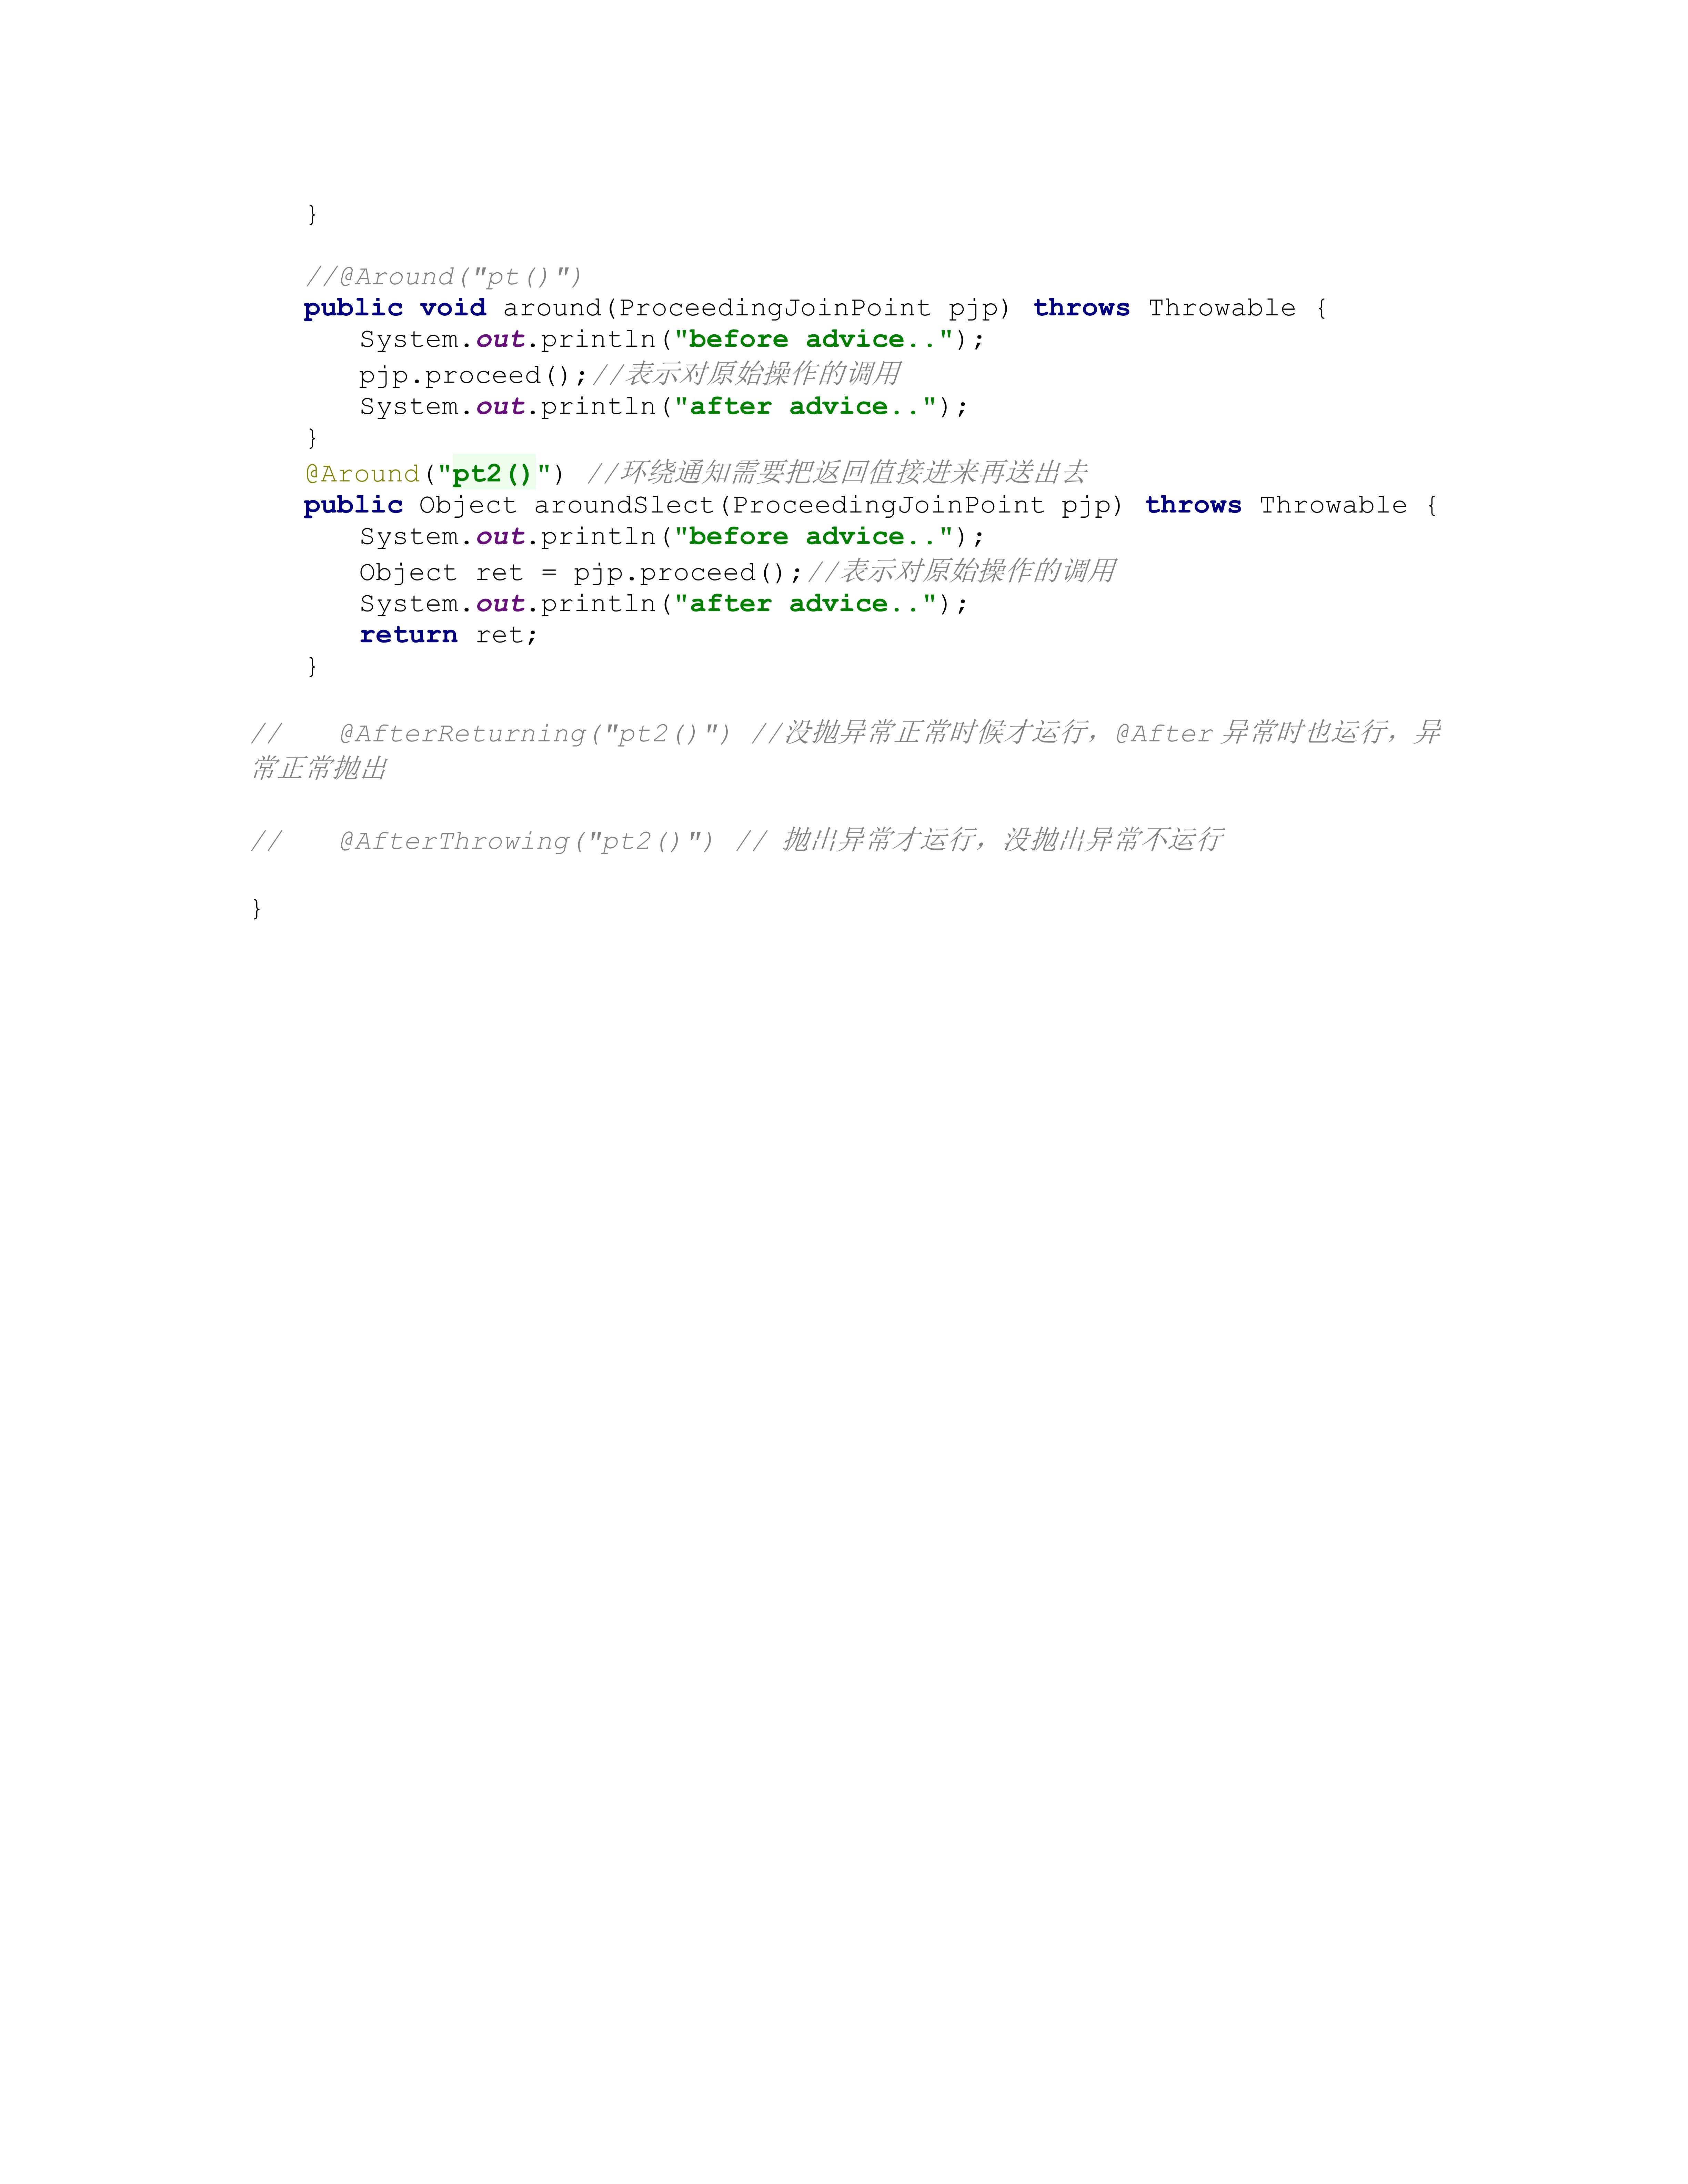 }
//@Around("pt()")
public void around(ProceedingJoinPoint pjp) throws Throwable {
System.out.println("before advice..");
pjp.proceed();//表示对原始操作的调用
System.out.println("after advice..");
}
@Around("pt2()") //环绕通知需要把返回值接进来再送出去
public Object aroundSlect(ProceedingJoinPoint pjp) throws Throwable {
System.out.println("before advice..");
Object ret = pjp.proceed();//表示对原始操作的调用
System.out.println("after advice..");
return ret;
}
// @AfterReturning("pt2()") //没抛异常正常时候才运行，@After 异常时也运行，异
常正常抛出
// @AfterThrowing("pt2()") // 抛出异常才运行，没抛出异常不运行
}